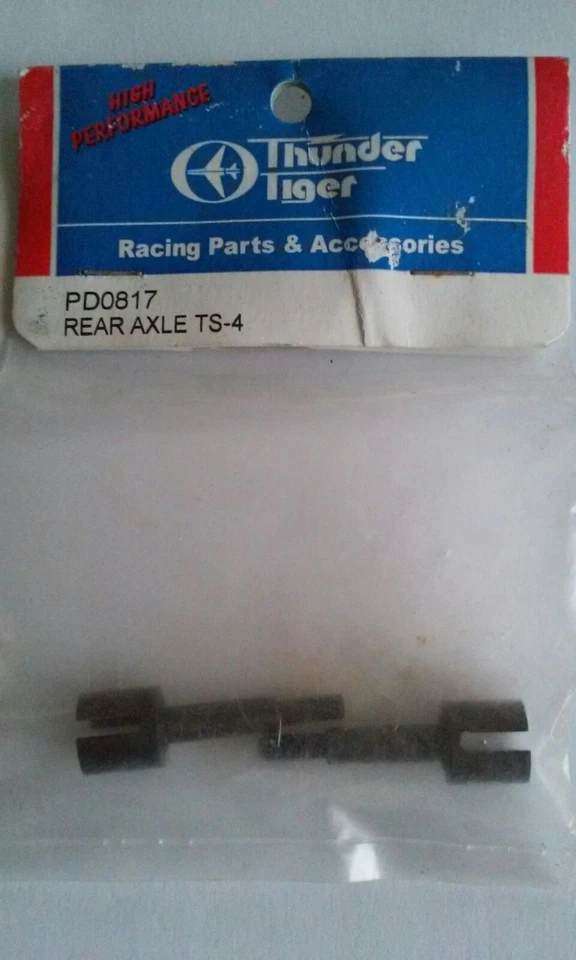 HIGH
PERFORMANCE
Thunder
Tiger
Racing Parts & Accessories
PD0817
REAR AXLE TS-4